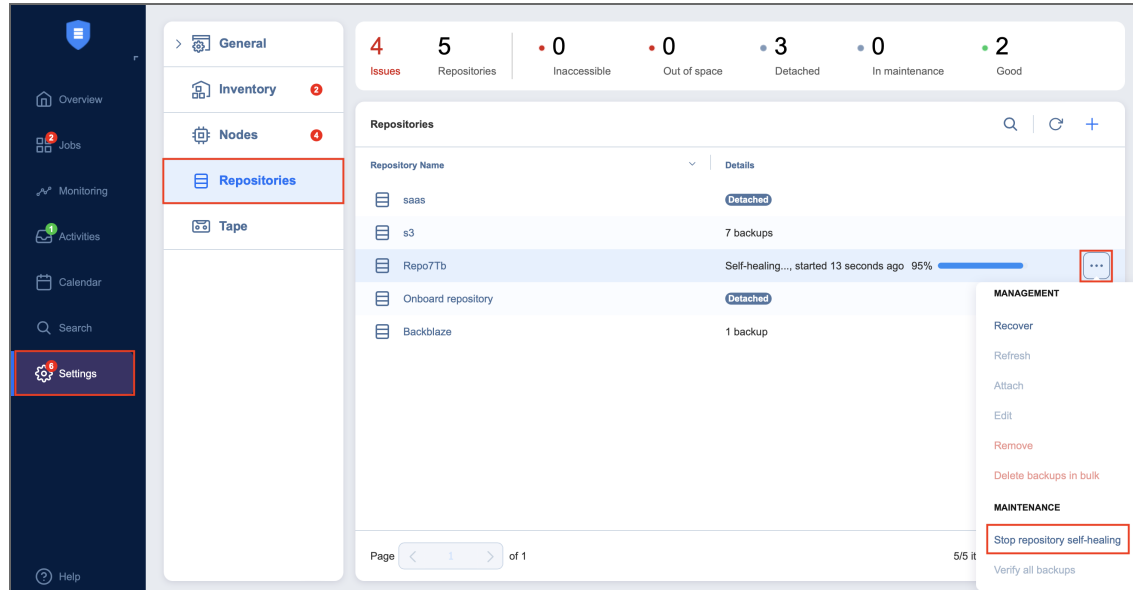 Overview
2
Jobs
Monitoring
1
Activities
Calendar
Search
6
Settings
Help
General
Inventory 2
Nodes 4
Repositories
Tape
4 5 0 0 3 0 2
Issues Repositories Inaccessible Out of space Detached In maintenance Good
Repositories
Repository Name Details
saas Detached
s3 7 backups
Repo7Tb Self-healing..., started 13 seconds ago 95%
Onboard repository Detached
Backblaze 1 backup
MANAGEMENT
Recover
Refresh
Attach
Edit
Remove
Delete backups in bulk
MAINTENANCE
Stop repository self-healing
Verify all backups
Page 1 of 1 5/5 it